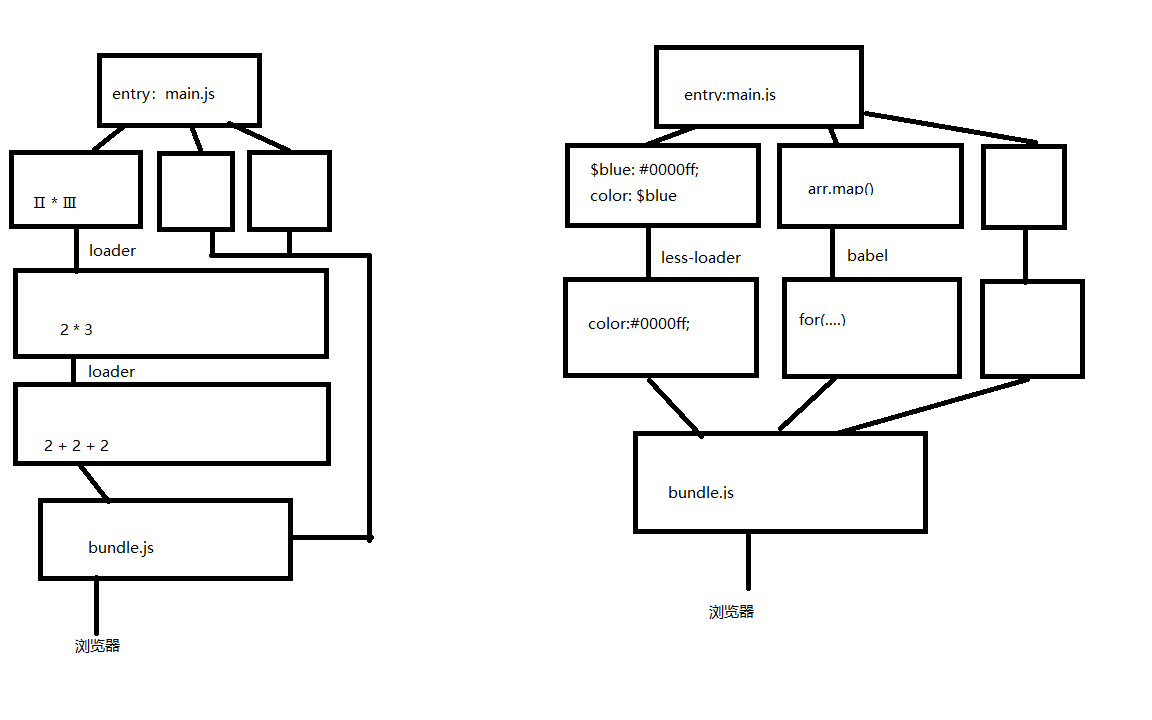 entry：main.js
Ⅱ * Ⅲ
loader
2 * 3
loader
2 + 2 + 2
bundle.js
浏览器
entry:main.js
$blue: #0000ff;
color: $blue
arr.map()
less-loader
babel
color:#0000ff;
for(....)
bundle.js
浏览器